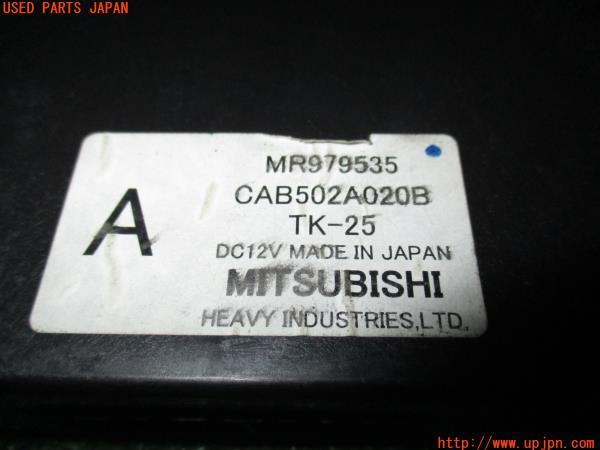 USED PARTS JAPAN
MR979535
CAB502A020B
A
TK-25
DC12V MADE IN JAPAN
MITSUBISHI
HEAVY INDUSTRIES,LTD.
http://www.upjpn.com/